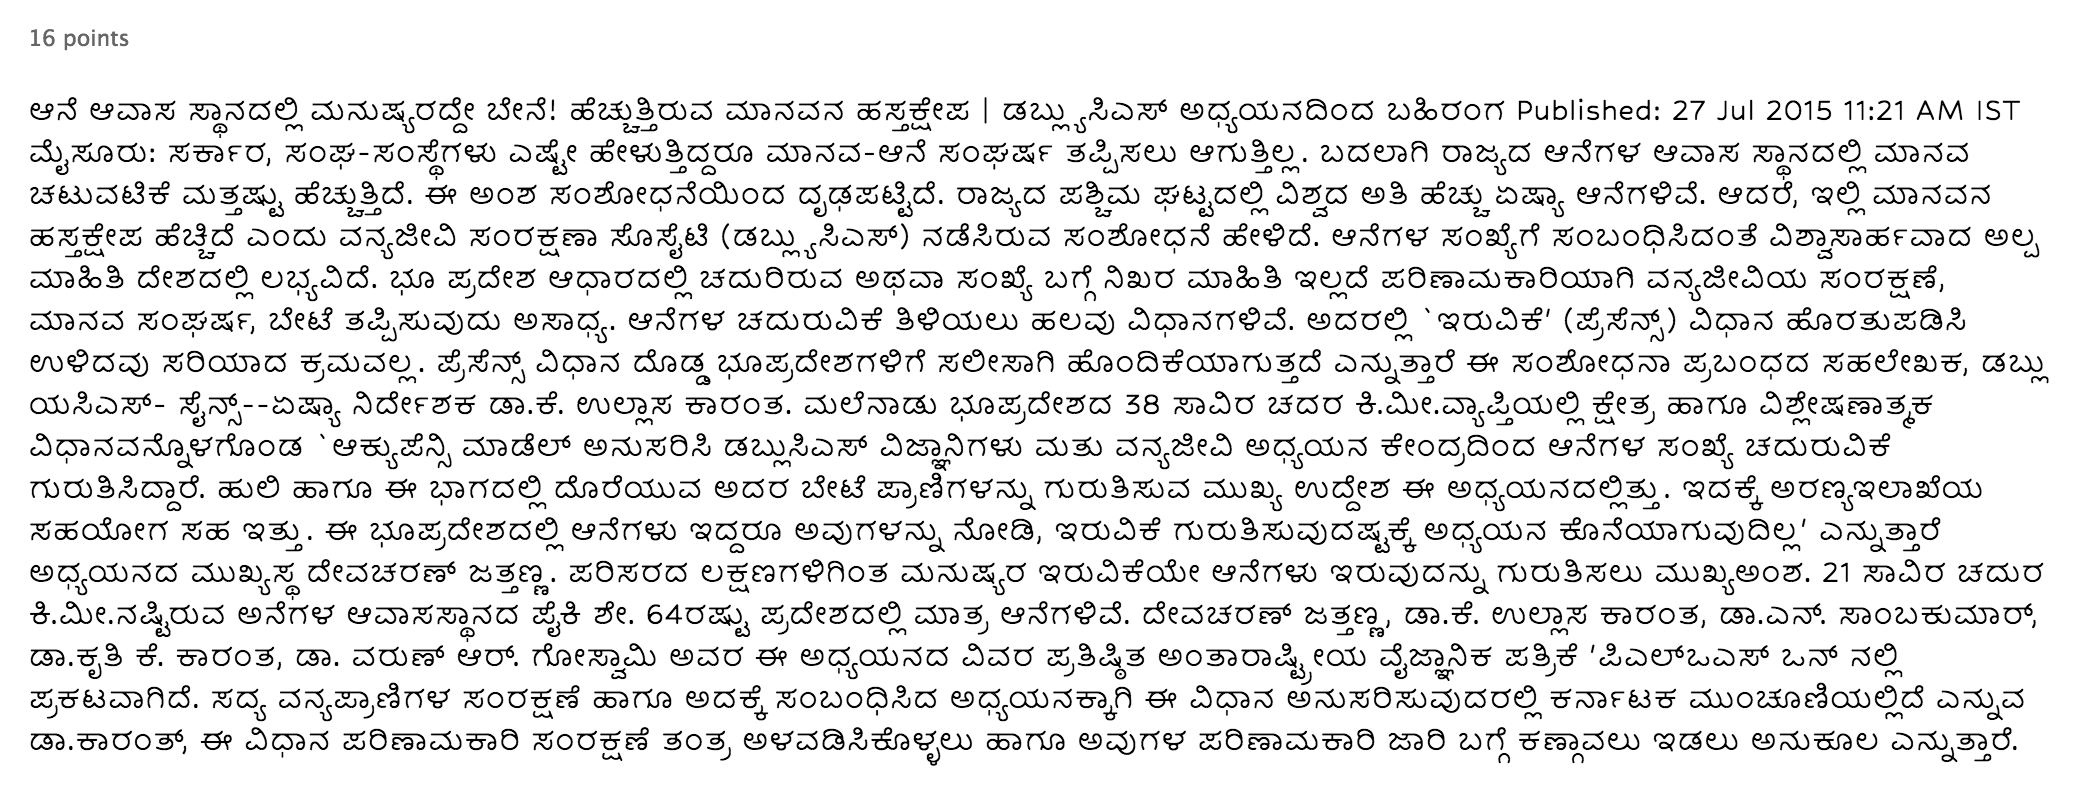 16 points
ಆನೆ ಆವಾಸ ಸ್ಥಾನದಲ್ಲಿ ಮನುಷ್ಯರದ್ದೇ ಬೇನೆ! ಹೆಚ್ಚುತ್ತಿರುವ ಮಾನವನ ಹಸ್ತಕ್ಷೇಪ | ಡಬ್ಲ್ಯುಸಿಎಸ್ ಅಧ್ಯಯನದಿಂದ ಬಹಿರಂಗ Published: 27 Jul 2015 11:21 AM IST
ಮೈಸೂರು: ಸರ್ಕಾರ, ಸಂಘ-ಸಂಸ್ಥೆಗಳು ಎಷ್ಟೇ ಹೇಳುತ್ತಿದ್ದರೂ ಮಾನವ-ಆನೆ ಸಂಘರ್ಷ ತಪ್ಪಿಸಲು ಆಗುತ್ತಿಲ್ಲ. ಬದಲಾಗಿ ರಾಜ್ಯದ ಆನೆಗಳ ಆವಾಸ ಸ್ಥಾನದಲ್ಲಿ ಮಾನವ
ಚಟುವಟಿಕೆ ಮತ್ತಷ್ಟು ಹೆಚ್ಚುತ್ತಿದೆ. ಈ ಅಂಶ ಸಂಶೋಧನೆಯಿಂದ ದೃಢಪಟ್ಟಿದೆ. ರಾಜ್ಯದ ಪಶ್ಚಿಮ ಘಟ್ಟದಲ್ಲಿ ವಿಶ್ವದ ಅತಿ ಹೆಚ್ಚು ಏಷ್ಯಾ ಆನೆಗಳಿವೆ. ಆದರೆ, ಇಲ್ಲಿ ಮಾನವನ
ಹಸ್ತಕ್ಷೇಪ ಹೆಚ್ಚಿದೆ ಎಂದು ವನ್ಯಜೀವಿ ಸಂರಕ್ಷಣಾ ಸೊಸೈಟಿ (ಡಬ್ಲ್ಯುಸಿಎಸ್) ನಡೆಸಿರುವ ಸಂಶೋಧನೆ ಹೇಳಿದೆ. ಆನೆಗಳ ಸಂಖ್ಯೆಗೆ ಸಂಬಂಧಿಸಿದಂತೆ ವಿಶ್ವಾಸಾರ್ಹವಾದ ಅಲ್ಪ
ಮಾಹಿತಿ ದೇಶದಲ್ಲಿ ಲಭ್ಯವಿದೆ. ಭೂ ಪ್ರದೇಶ ಆಧಾರದಲ್ಲಿ ಚದುರಿರುವ ಅಥವಾ ಸಂಖ್ಯೆ ಬಗ್ಗೆ ನಿಖರ ಮಾಹಿತಿ ಇಲ್ಲದೆ ಪರಿಣಾಮಕಾರಿಯಾಗಿ ವನ್ಯಜೀವಿಯ ಸಂರಕ್ಷಣೆ,
ಮಾನವ ಸಂಘರ್ಷ, ಬೇಟೆ ತಪ್ಪಿಸುವುದು ಅಸಾಧ್ಯ. ಆನೆಗಳ ಚದುರುವಿಕೆ ತಿಳಿಯಲು ಹಲವು ವಿಧಾನಗಳಿವೆ. ಅದರಲ್ಲಿ `ಇರುವಿಕೆ' (ಪ್ರೆಸೆನ್ಸ್) ವಿಧಾನ ಹೊರತುಪಡಿಸಿ
ಉಳಿದವು ಸರಿಯಾದ ಕ್ರಮವಲ್ಲ. ಪ್ರೆಸೆನ್ಸ್ ವಿಧಾನ ದೊಡ್ಡ ಭೂಪ್ರದೇಶಗಳಿಗೆ ಸಲೀಸಾಗಿ ಹೊಂದಿಕೆಯಾಗುತ್ತದೆ ಎನ್ನುತ್ತಾರೆ ಈ ಸಂಶೋಧನಾ ಪ್ರಬಂಧದ ಸಹಲೇಖಕ, ಡಬ್ಲು
ಯಸಿಎಸ್- ಸೈನ್ಸ್--ಏಷ್ಯಾ ನಿರ್ದೇಶಕ ಡಾ.ಕೆ. ಉಲ್ಲಾಸ ಕಾರಂತ. ಮಲೆನಾಡು ಭೂಪ್ರದೇಶದ 38 ಸಾವಿರ ಚದರ ಕಿ.ಮೀ.ವ್ಯಾಪ್ತಿಯಲ್ಲಿ ಕ್ಷೇತ್ರ ಹಾಗೂ ವಿಶ್ಲೇಷಣಾತ್ಮಕ
ವಿಧಾನವನ್ನೊಳಗೊಂಡ `ಆಕ್ಯುಪೆನ್ಸಿ ಮಾಡೆಲ್ ಅನುಸರಿಸಿ ಡಬ್ಲುಸಿಎಸ್ ವಿಜ್ಞಾನಿಗಳು ಮತು ವನ್ಯಜೀವಿ ಅಧ್ಯಯನ ಕೇಂದ್ರದಿಂದ ಆನೆಗಳ ಸಂಖ್ಯೆ ಚದುರುವಿಕೆ
ಗುರುತಿಸಿದ್ದಾರೆ. ಹುಲಿ ಹಾಗೂ ಈ ಭಾಗದಲ್ಲಿ ದೊರೆಯುವ ಅದರ ಬೇಟೆ ಪ್ರಾಣಿಗಳನ್ನು ಗುರುತಿಸುವ ಮುಖ್ಯ ಉದ್ದೇಶ ಈ ಅಧ್ಯಯನದಲ್ಲಿತ್ತು. ಇದಕ್ಕೆ ಅರಣ್ಯಇಲಾಖೆಯ
ಸಹಯೋಗ ಸಹ ಇತ್ತು. ಈ ಭೂಪ್ರದೇಶದಲ್ಲಿ ಆನೆಗಳು ಇದ್ದರೂ ಅವುಗಳನ್ನು ನೋಡಿ, ಇರುವಿಕೆ ಗುರುತಿಸುವುದಷ್ಟಕ್ಕೆ ಅಧ್ಯಯನ ಕೊನೆಯಾಗುವುದಿಲ್ಲ' ಎನ್ನುತ್ತಾರೆ
ಅಧ್ಯಯನದ ಮುಖ್ಯಸ್ಥ ದೇವಚರಣ್ ಜತ್ತಣ್ಣ. ಪರಿಸರದ ಲಕ್ಷಣಗಳಿಗಿಂತ ಮನುಷ್ಯರ ಇರುವಿಕೆಯೇ ಆನೆಗಳು ಇರುವುದನ್ನು ಗುರುತಿಸಲು ಮುಖ್ಯಅಂಶ. 21 ಸಾವಿರ ಚದುರ
ಕಿ.ಮೀ.ನಷ್ಟಿರುವ ಅನೆಗಳ ಆವಾಸಸ್ಥಾನದ ಪೈಕಿ ಶೇ. 64ರಷ್ಟು ಪ್ರದೇಶದಲ್ಲಿ ಮಾತ್ರ ಆನೆಗಳಿವೆ. ದೇವಚರಣ್ ಜತ್ತಣ್ಣ, ಡಾ.ಕೆ. ಉಲ್ಲಾಸ ಕಾರಂತ, ಡಾ.ಎನ್. ಸಾಂಬಕುಮಾರ್,
ಡಾ.ಕೃತಿ ಕೆ. ಕಾರಂತ, ಡಾ. ವರುಣ್ ಆರ್. ಗೋಸ್ವಾಮಿ ಅವರ ಈ ಅಧ್ಯಯನದ ವಿವರ ಪ್ರತಿಷ್ಠಿತ ಅಂತಾರಾಷ್ಟ್ರೀಯ ವೈಜ್ಞಾನಿಕ ಪತ್ರಿಕೆ 'ಪಿಎಲ್ಒಎಸ್ ಒನ್ ನಲ್ಲಿ
ಪ್ರಕಟವಾಗಿದೆ. ಸದ್ಯ ವನ್ಯಪ್ರಾಣಿಗಳ ಸಂರಕ್ಷಣೆ ಹಾಗೂ ಅದಕ್ಕೆ ಸಂಬಂಧಿಸಿದ ಅಧ್ಯಯನಕ್ಕಾಗಿ ಈ ವಿಧಾನ ಅನುಸರಿಸುವುದರಲ್ಲಿ ಕರ್ನಾಟಕ ಮುಂಚೂಣಿಯಲ್ಲಿದೆ ಎನ್ನುವ
ಡಾ.ಕಾರಂತ್, ಈ ವಿಧಾನ ಪರಿಣಾಮಕಾರಿ ಸಂರಕ್ಷಣೆ ತಂತ್ರ ಅಳವಡಿಸಿಕೊಳ್ಳಲು ಹಾಗೂ ಅವುಗಳ ಪರಿಣಾಮಕಾರಿ ಜಾರಿ ಬಗ್ಗೆ ಕಣ್ಗಾವಲು ಇಡಲು ಅನುಕೂಲ ಎನ್ನುತ್ತಾರೆ.